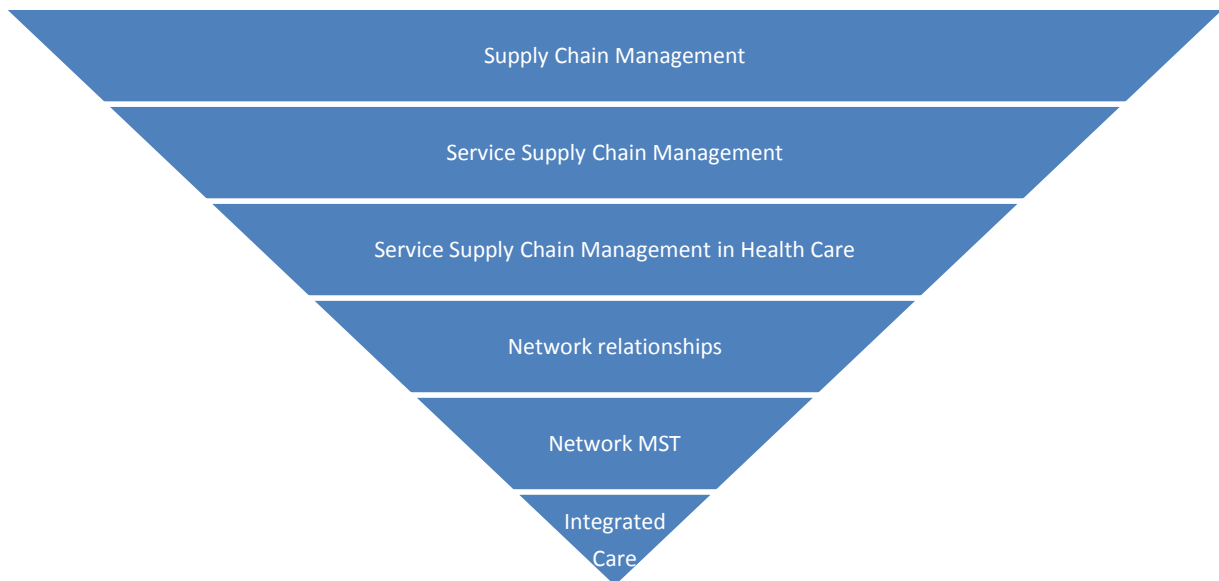 Supply Chain Management
Service Supply Chain Management
Service Supply Chain Management in Health Care
Network relationships
Network MST
Integrated
Care